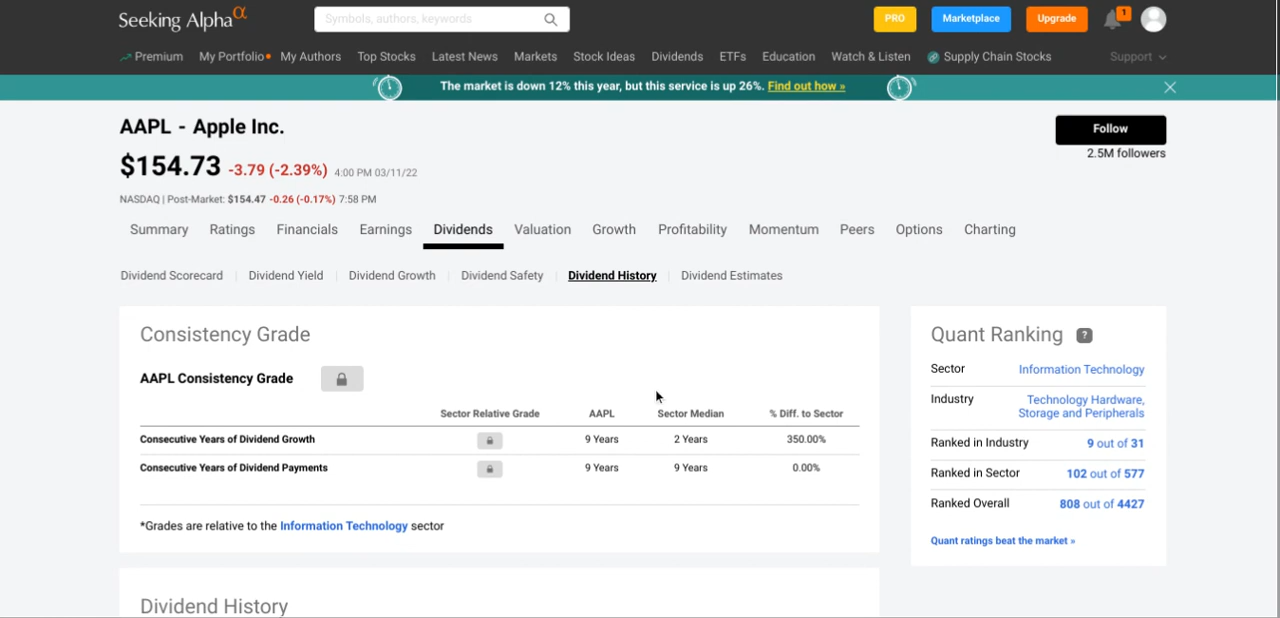 Seeking Alpha α
Symbols, authors, keywords
PRO
Marketplace
Upgrade
1
Premium My Portfolio My Authors Top Stocks Latest News Markets Stock Ideas Dividends ETFs Education Watch & Listen Supply Chain Stocks Support
The market is down 12% this year, but this service is up 26%. Find out how »
AAPL - Apple Inc.
Follow
$154.73 -3.79 (-2.39%) 4:00 PM 03/11/22
2.5M followers
NASDAQ | Post-Market: $154.47 -0.26 (-0.17%) 7:58 PM
Summary Ratings Financials Earnings Dividends Valuation Growth Profitability Momentum Peers Options Charting
Dividend Scorecard Dividend Yield Dividend Growth Dividend Safety Dividend History Dividend Estimates
Consistency Grade
AAPL Consistency Grade
Sector Relative Grade AAPL Sector Median % Diff. to Sector
Consecutive Years of Dividend Growth 9 Years 2 Years 350.00%
Consecutive Years of Dividend Payments 9 Years 9 Years 0.00%
*Grades are relative to the Information Technology sector
Quant Ranking ?
Sector Information Technology
Industry Technology Hardware,
Storage and Peripherals
Ranked in Industry 9 out of 31
Ranked in Sector 102 out of 577
Ranked Overall 808 out of 4427
Quant ratings beat the market »
Dividend History